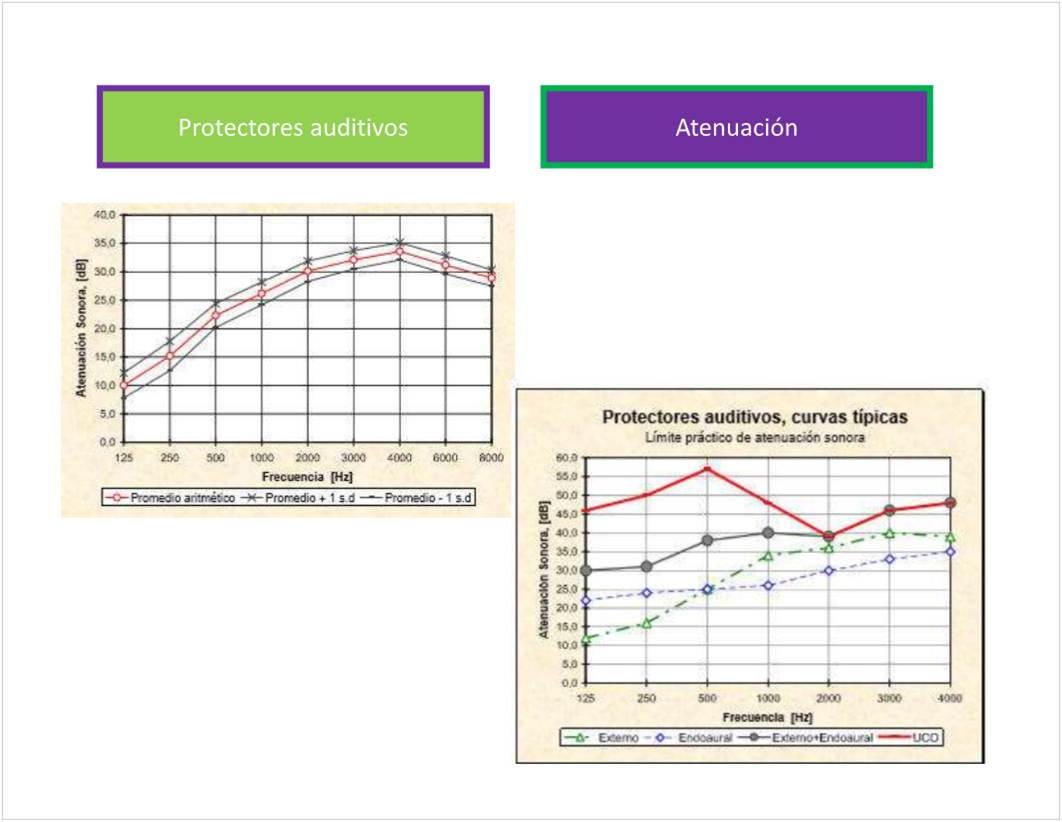 Protectores auditivos
Atenuación
40,0
35,0
30,0
25,0
20,0
15,0
10,0
5,0
0,0
Atenuación Sonora, [dB]
125 250 500 1000 2000 3000 4000 6000 8000
Frecuencia [Hz]
Promedio aritmético Promedio + 1 s.d Promedio - 1 s.d
Protectores auditivos, curvas típicas
Límite práctico de atenuación sonora
60,0
55,0
50,0
45,0
40,0
35,0
30,0
25,0
20,0
15,0
10,0
5,0
0,0
Atenuación Sonora, [dB]
125 250 500 1000 2000 3000 4000
Frecuencia [Hz]
Externo Endoaural Externo+Endoaural UCO